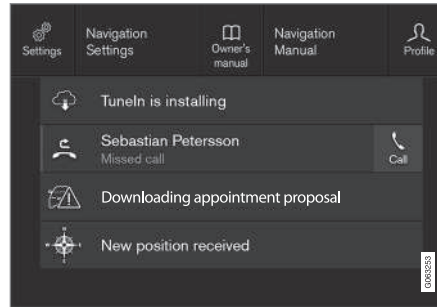 Settings
Navigation
Settings
Owner's
manual
Navigation
Manual
Profile
TuneIn is installing
Sebastian Petersson
Missed call
Call
Downloading appointment proposal
New position received
G063253